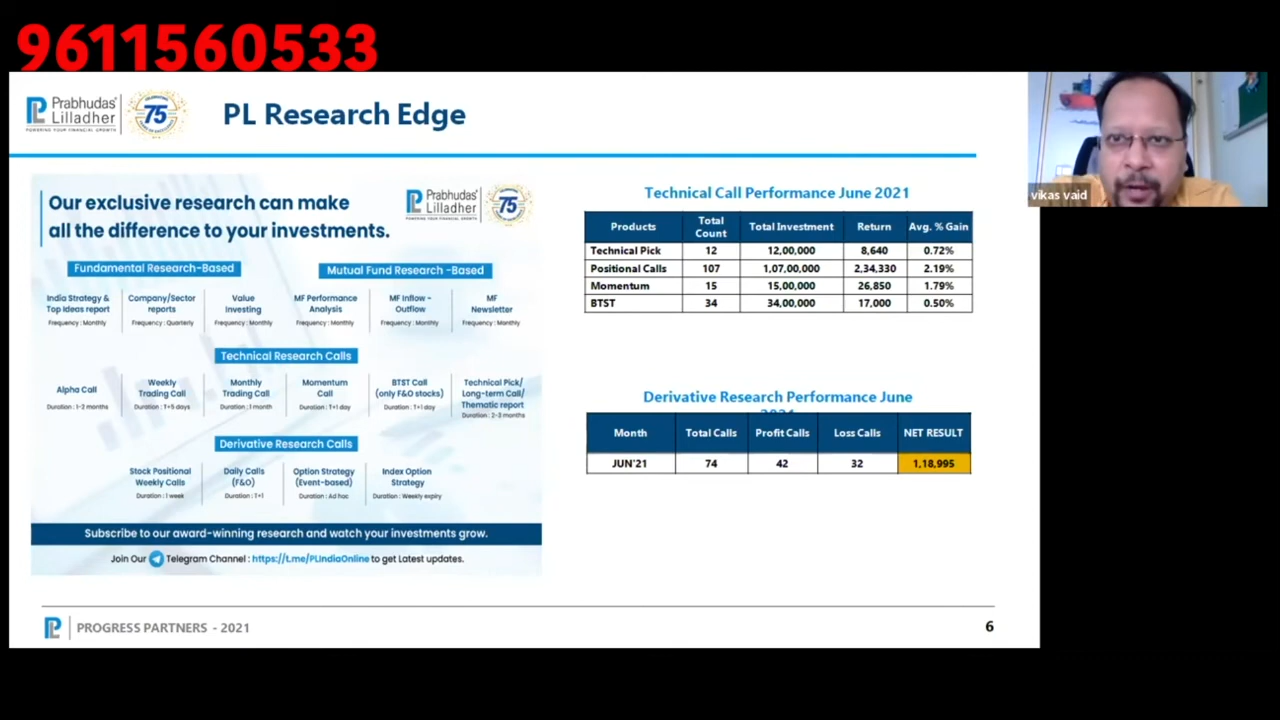 9611560533
Prabhudas
Lilladher
POWERING YOUR FINANCIAL GROWTH
75
PL Research Edge
vikas vaid
Our exclusive research can make
all the difference to your investments.
Prabhudas
Lilladher
POWERING YOUR FINANCIAL GROWTH
75
Fundamental Research-Based
Mutual Fund Research -Based
India Strategy &
Top Ideas report
Frequency : Monthly
Company/Sector
reports
Frequency : Quarterly
Value
Investing
Frequency : Monthly
MF Performance
Analysis
Frequency : Monthly
MF Inflow -
Outflow
Frequency : Monthly
MF
Newsletter
Frequency : Monthly
Technical Research Calls
Alpha Call
Duration : 1-2 months
Weekly
Trading Call
Duration : T+5 days
Monthly
Trading Call
Duration : 1 month
Momentum
Call
Duration : T+1 day
BTST Call
(only F&O stocks)
Duration : T+1 day
Technical Pick/
Long-term Call/
Thematic report
Duration : 2-3 months
Derivative Research Calls
Stock Positional
Weekly Calls
Duration : 1 week
Daily Calls
(F&O)
Duration : T+1
Option Strategy
(Event-based)
Duration : Ad hoc
Index Option
Strategy
Duration : Weekly expiry
Subscribe to our award-winning research and watch your investments grow.
Join Our Telegram Channel : https://t.me/PLIndiaOnline to get Latest updates.
Technical Call Performance June 2021
Products Total Count Total Investment Return Avg. % Gain
Technical Pick 12 12,00,000 8,640 0.72%
Positional Calls 107 1,07,00,000 2,34,330 2.19%
Momentum 15 15,00,000 26,850 1.79%
BTST 34 34,00,000 17,000 0.50%
Derivative Research Performance June
Month Total Calls Profit Calls Loss Calls NET RESULT
JUN'21 74 42 32 1,18,995
PROGRESS PARTNERS - 2021
6